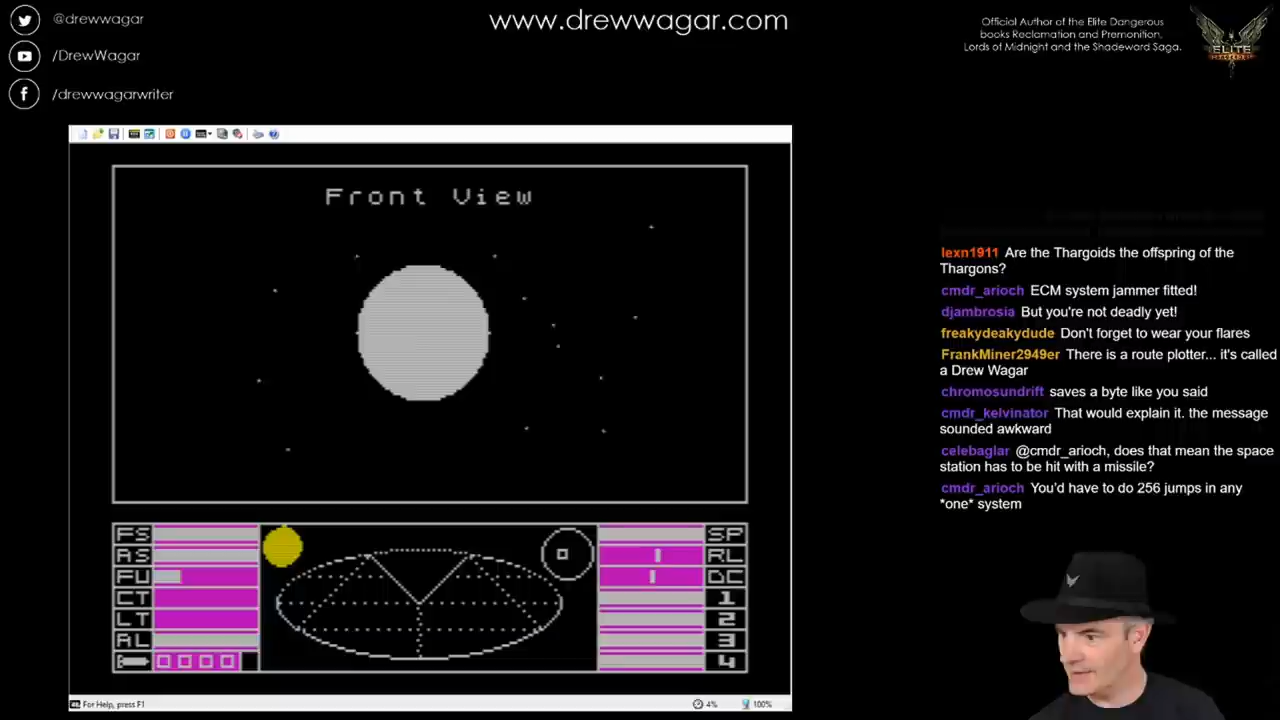 @drewwagar
/DrewWagar
/drewwagarwriter
www.drewwagar.com
Official Author of the Elite Dangerous
books Reclamation and Premonition,
Lords of Midnight and the Shadeward Saga.
ELITE
Front View
FS
AS
FU
CT
LT
AL
SP
RL
DC
1
2
3
4
For Help, press F1
4%
100%
lexn1911 Are the Thargoids the offspring of the
Thargons?
cmdr_arioch ECM system jammer fitted!
djambrosia But you're not deadly yet!
freakydeakydude Don't forget to wear your flares
FrankMiner2949er There is a route plotter... it's called
a Drew Wagar
chromosundrift saves a byte like you said
cmdr_kelvinator That would explain it. the message
sounded awkward
celebaglar @cmdr_arioch, does that mean the space
station has to be hit with a missile?
cmdr_arioch You'd have to do 256 jumps in any
*one* system